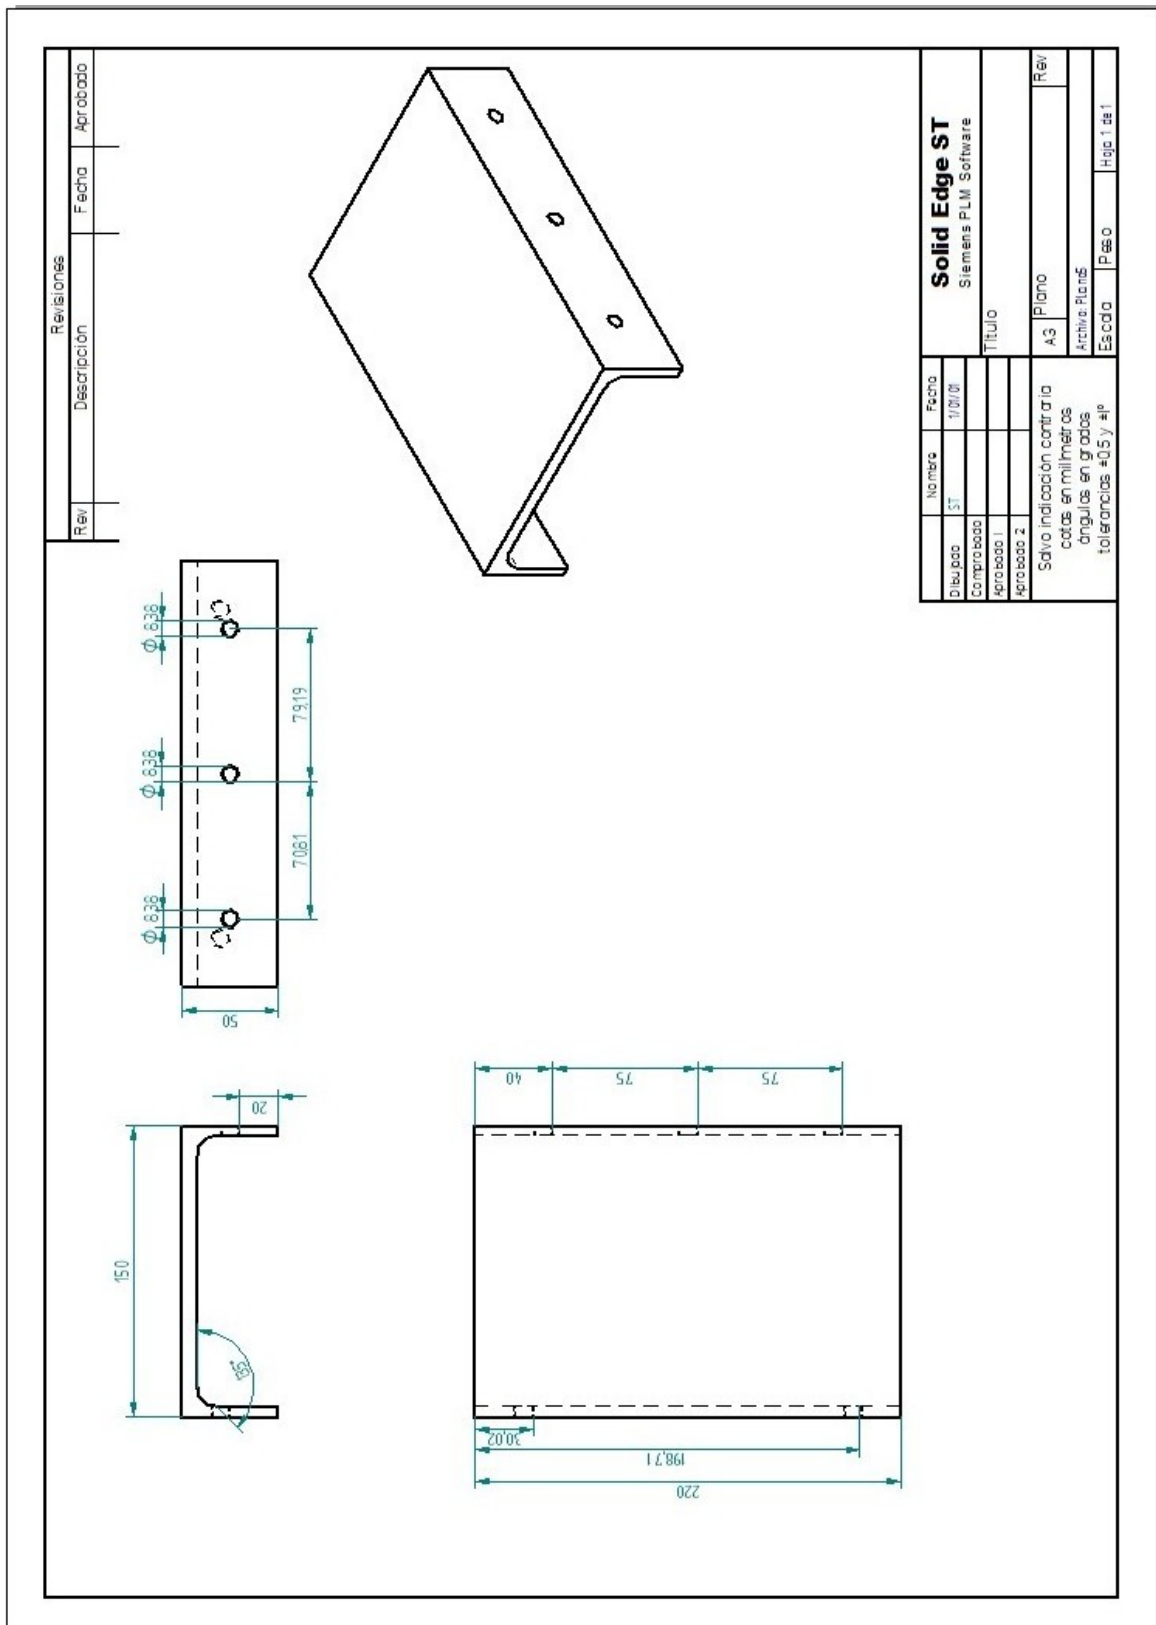 Revisiones
Rev Descripción Fecha Aprobado
150
135°
20
50
Φ 8,38
Φ 8,38
Φ 8,38
70,81
79,19
40
75
75
30,02
198,71
220
Nombre Fecha
Dibujado ST 1/01/01
Comprobado
Aprobado 1
Aprobado 2
Salvo indicación contraria
cotas en milímetros
ángulos en grados
tolerancias ±0,5 y ±1º
Solid Edge ST
Siemens PLM Software
Título
A3 Plano Rev
Archivo: Plano5
Escala Peso Hoja 1 de 1